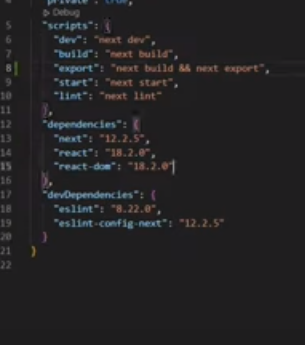 4 "private": true,
Debug
5 "scripts": {
6 "dev": "next dev",
7 "build": "next build",
8 "export": "next build && next export",
9 "start": "next start",
10 "lint": "next lint"
11 },
12 "dependencies": {
13 "next": "12.2.5",
14 "react": "18.2.0",
15 "react-dom": "18.2.0"
16 },
17 "devDependencies": {
18 "eslint": "8.22.0",
19 "eslint-config-next": "12.2.5"
20 }
21 }
22